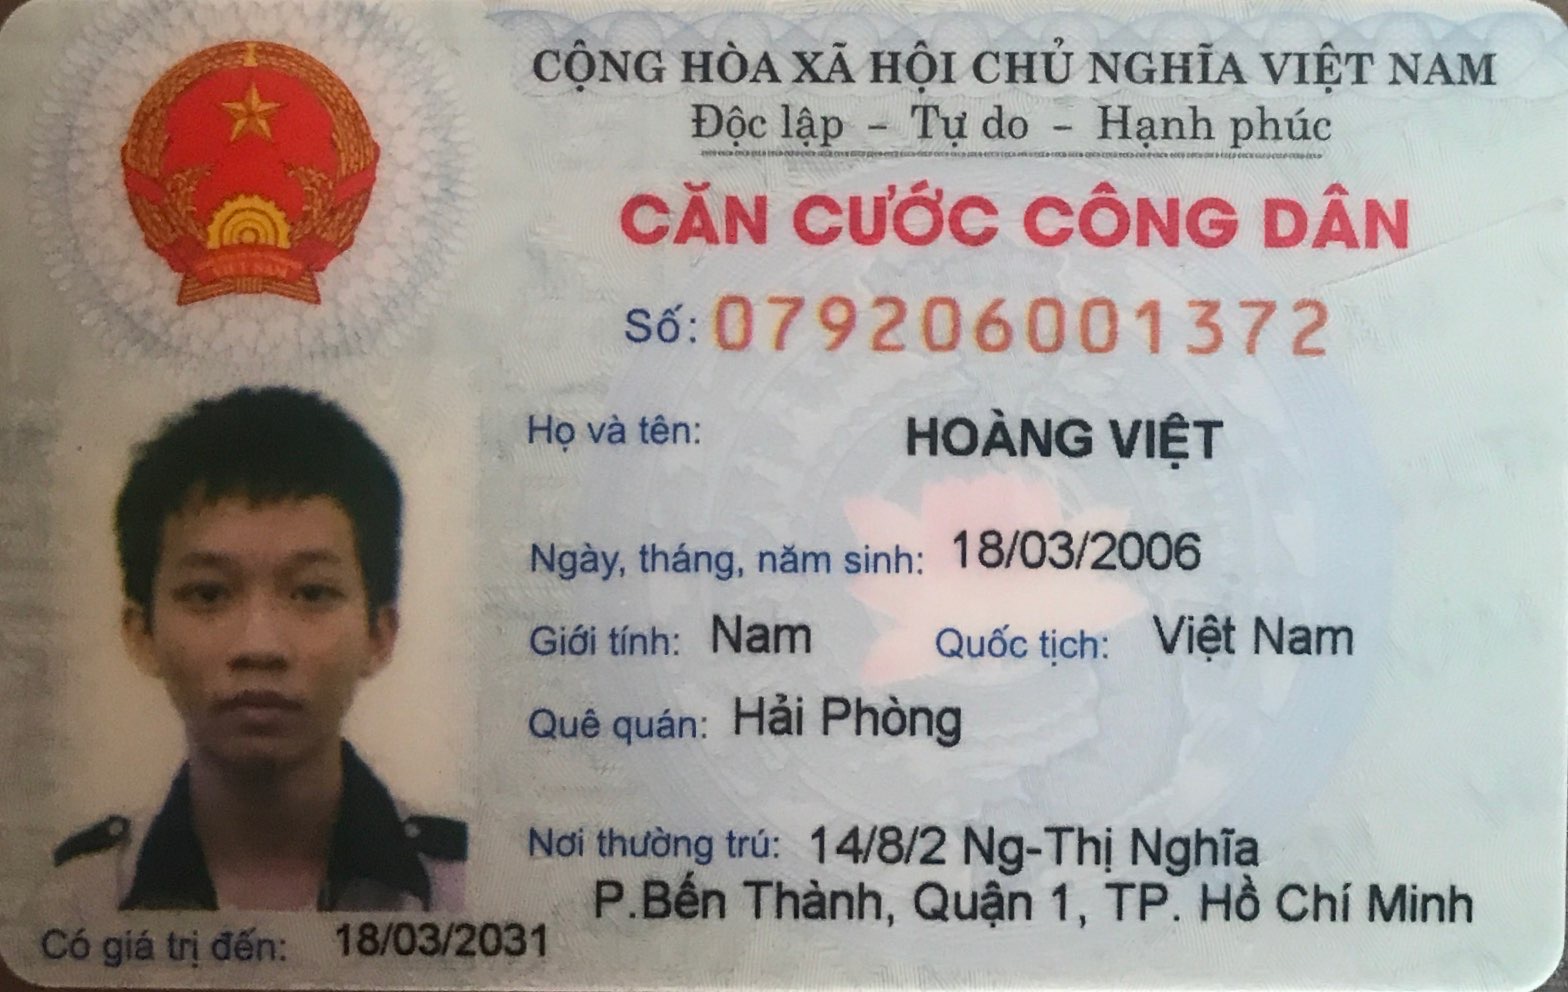 CỘNG HÒA XÃ HỘI CHỦ NGHĨA VIỆT NAM
Độc lập - Tự do - Hạnh phúc
CĂN CƯỚC CÔNG DÂN
Số: 079206001372
Họ và tên: HOÀNG VIỆT
Ngày, tháng, năm sinh: 18/03/2006
Giới tính: Nam Quốc tịch: Việt Nam
Quê quán: Hải Phòng
Nơi thường trú: 14/8/2 Ng-Thị Nghĩa
P.Bến Thành, Quận 1, TP. Hồ Chí Minh
Có giá trị đến: 18/03/2031